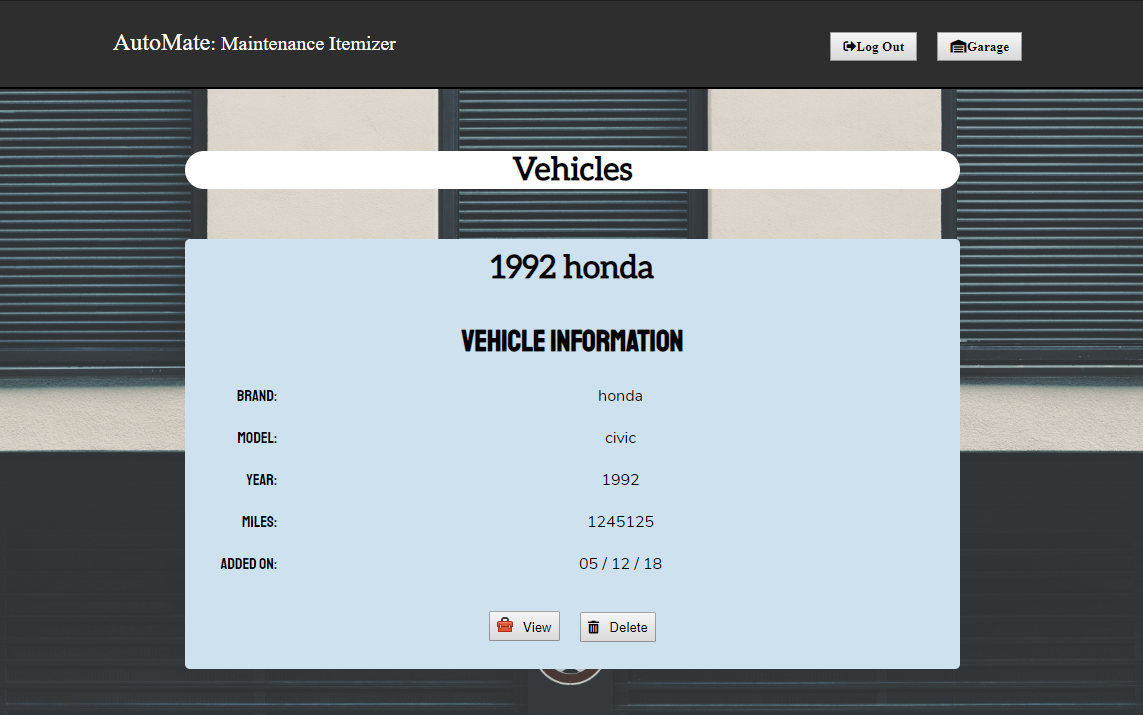 AutoMate: Maintenance Itemizer
Log Out
Garage
Vehicles
1992 honda
VEHICLE INFORMATION
BRAND: honda
MODEL: civic
YEAR: 1992
MILES: 1245125
ADDED ON: 05 / 12 / 18
View
Delete